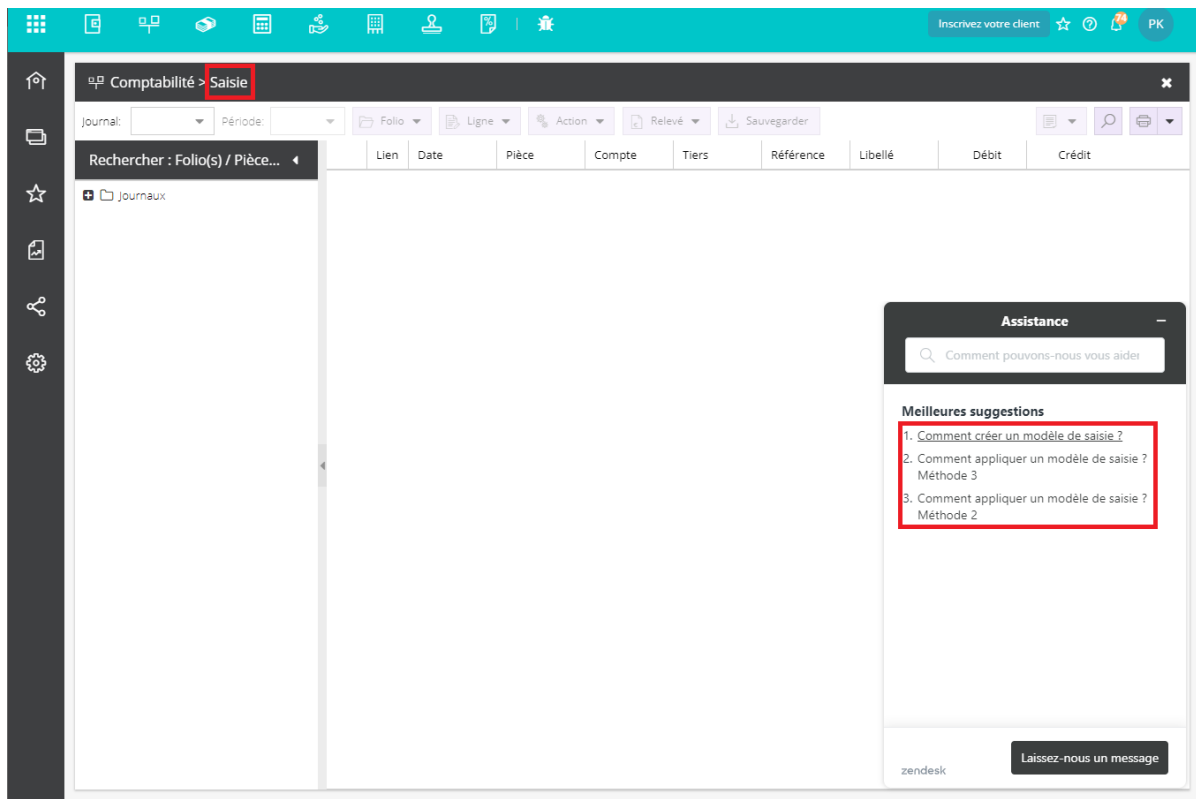 Inscrivez votre client
74
PK
Comptabilité > Saisie
Journal:
Période:
Folio
Ligne
Action
Relevé
Sauvegarder
Rechercher : Folio(s) / Pièce...
Lien Date Pièce Compte Tiers Référence Libellé Débit Crédit
Journaux
Assistance
Comment pouvons-nous vous aider
Meilleures suggestions
1. Comment créer un modèle de saisie ?
2. Comment appliquer un modèle de saisie ?
Méthode 3
3. Comment appliquer un modèle de saisie ?
Méthode 2
zendesk
Laissez-nous un message